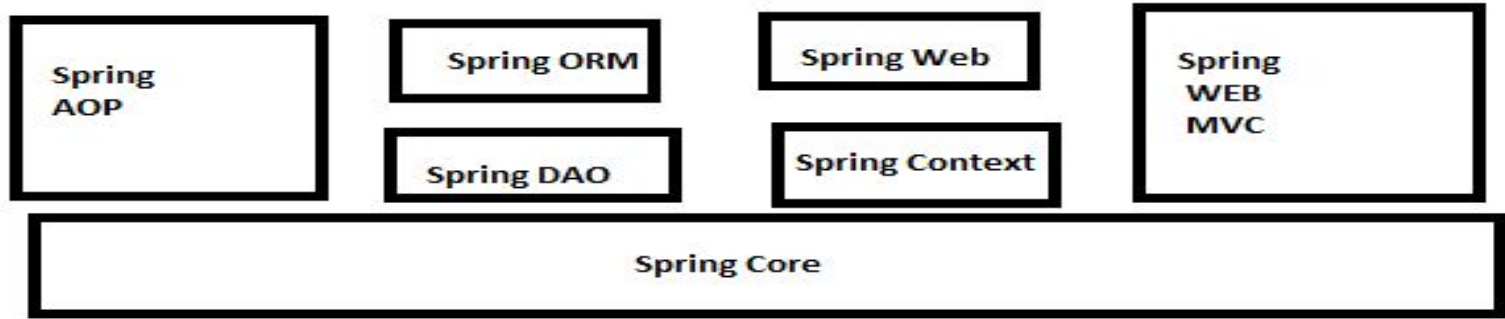 Spring
AOP
Spring ORM
Spring DAO
Spring Web
Spring Context
Spring
WEB
MVC
Spring Core